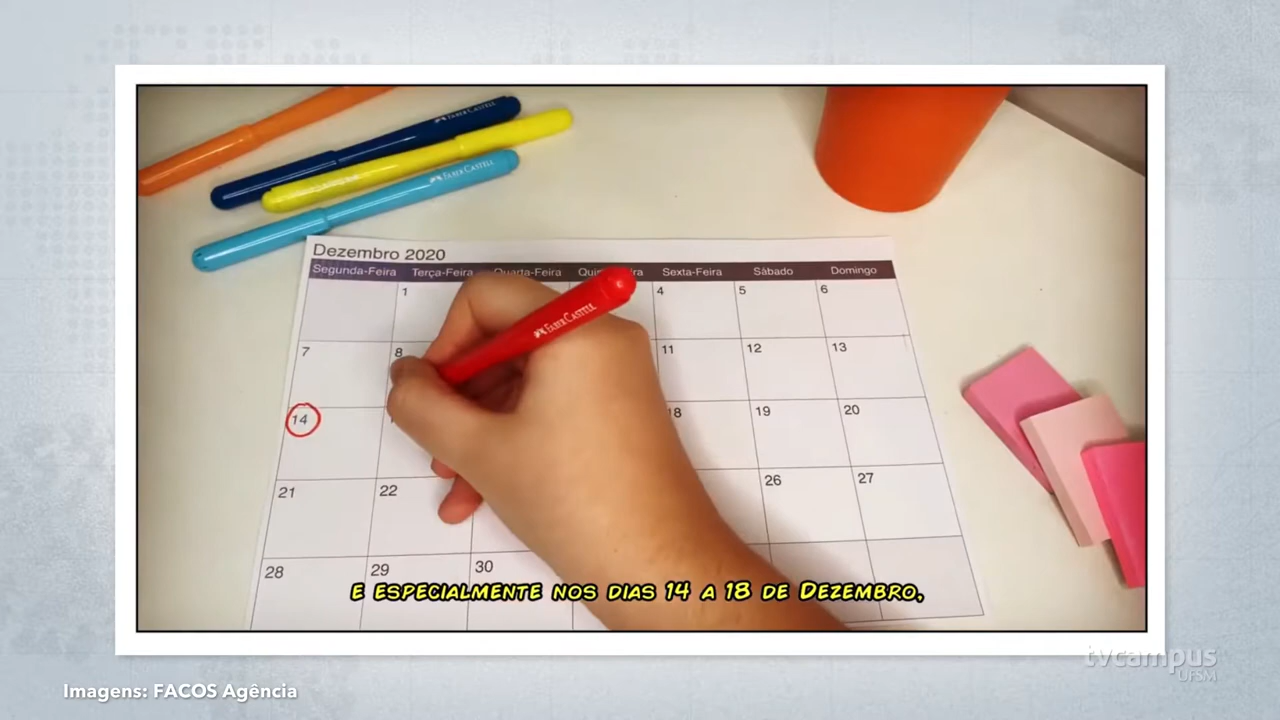 FABER CASTELL
FABER CASTELL
Dezembro 2020
Segunda-Feira Terça-Feira Quarta-Feira Sexta-Feira Sábado Domingo
1 4 5 6
FABER CASTELL
7 8 11 12 13
14 18 19 20
21 22 26 27
28 29 30
E ESPECIALMENTE NOS DIAS 14 A 18 DE DEZEMBRO,
tvcampus
UFSM
Imagens: FACOS Agência